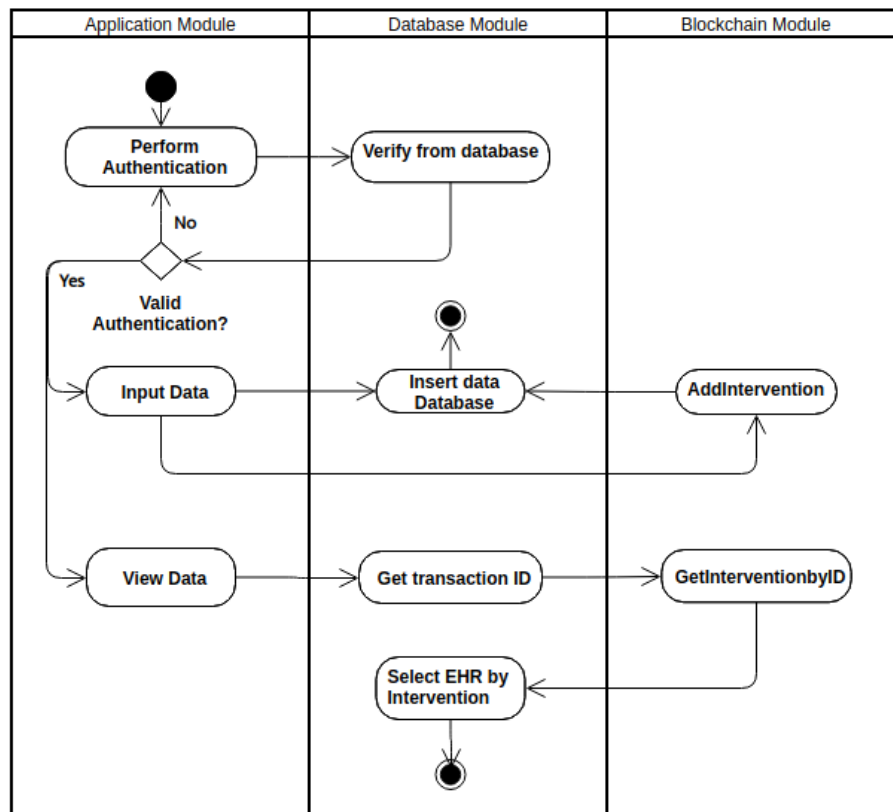 Application Module
Database Module
Blockchain Module
Perform
Authentication
Verify from database
No
Yes
Valid
Authentication?
Input Data
Insert data
Database
AddIntervention
View Data
Get transaction ID
GetInterventionbyID
Select EHR by
Intervention